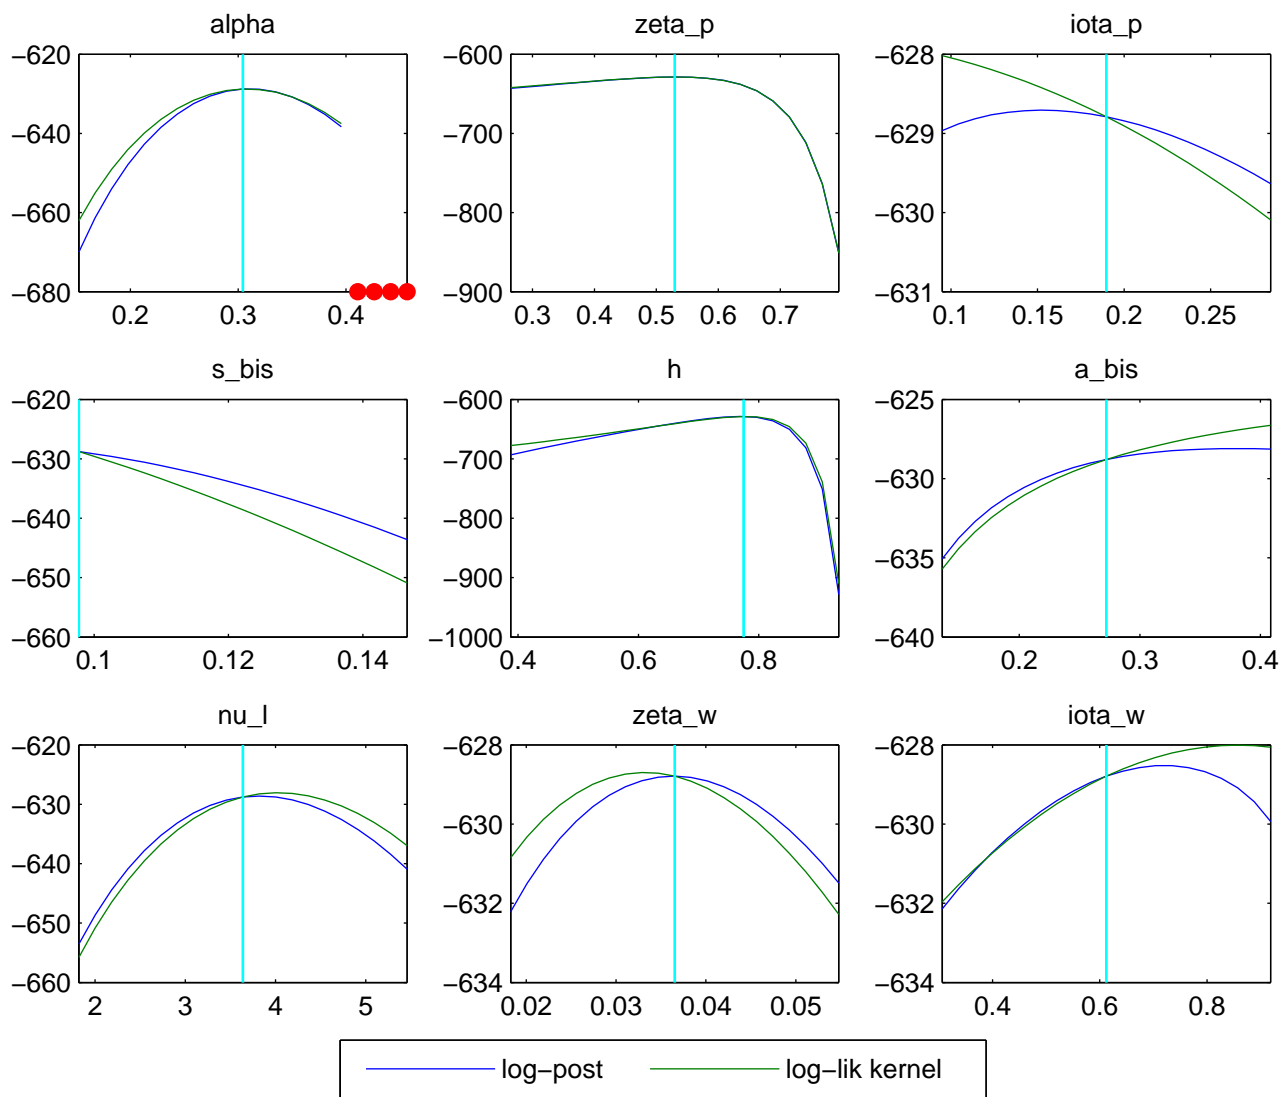 alpha
zeta_p
iota_p
−620
−640
−660
−680
0.2 0.3 0.4
−600
−700
−800
−900
0.3 0.4 0.5 0.6 0.7
−628
−629
−630
−631
0.1 0.15 0.2 0.25
s_bis
h
a_bis
−620
−630
−640
−650
−660
0.1 0.12 0.14
−600
−700
−800
−900
−1000
0.4 0.6 0.8
−625
−630
−635
−640
0.2 0.3 0.4
nu_l
zeta_w
iota_w
−620
−630
−640
−650
−660
2 3 4 5
−628
−630
−632
−634
0.02 0.03 0.04 0.05
−628
−630
−632
−634
0.4 0.6 0.8
log−post
log−lik kernel